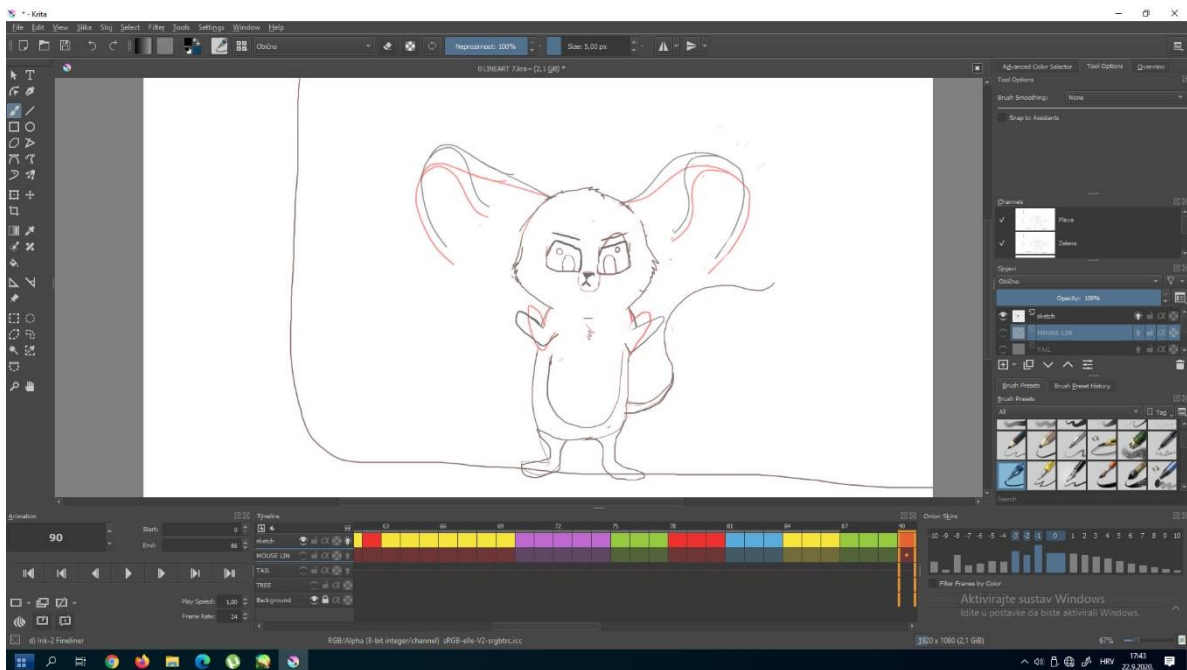 * - Krita
File Edit View Slika Sloj Select Filter Tools Settings Window Help
Obično
Neprozirnost: 100%
Size: 5,00 px
0 LINEART 7.kra~ (2,1 GiB) *
Advanced Color Selector Tool Options Overview
Tool Options
Brush Smoothing: None
Snap to Assistants
Channels
Plava
Zelena
Slojevi
Obično
Opacity: 100%
sketch
MOUSE LIN
TAIL
Brush Presets Brush Preset History
Brush Presets
All
Tag
Search
Animation
90
Start: 0
End: 86
Play Speed: 1,00
Frame Rate: 24
Timeline
63 66 69 72 75 78 81 84 87 90
sketch
MOUSE LIN
TAIL
TREE
Background
Onion Skins
-10 -9 -8 -7 -6 -5 -4 -3 -2 -1 0 1 2 3 4 5 6 7 8 9 10
Filter Frames by Color
Aktivirajte sustav Windows
Idite u postavke da biste aktivirali Windows.
d) Ink-2 Fineliner
RGB/Alpha (8-bit integer/channel) sRGB-elle-V2-srgbtrc.icc
1920 x 1080 (2,1 GiB)
67%
HRV
17:43
22.9.2020.